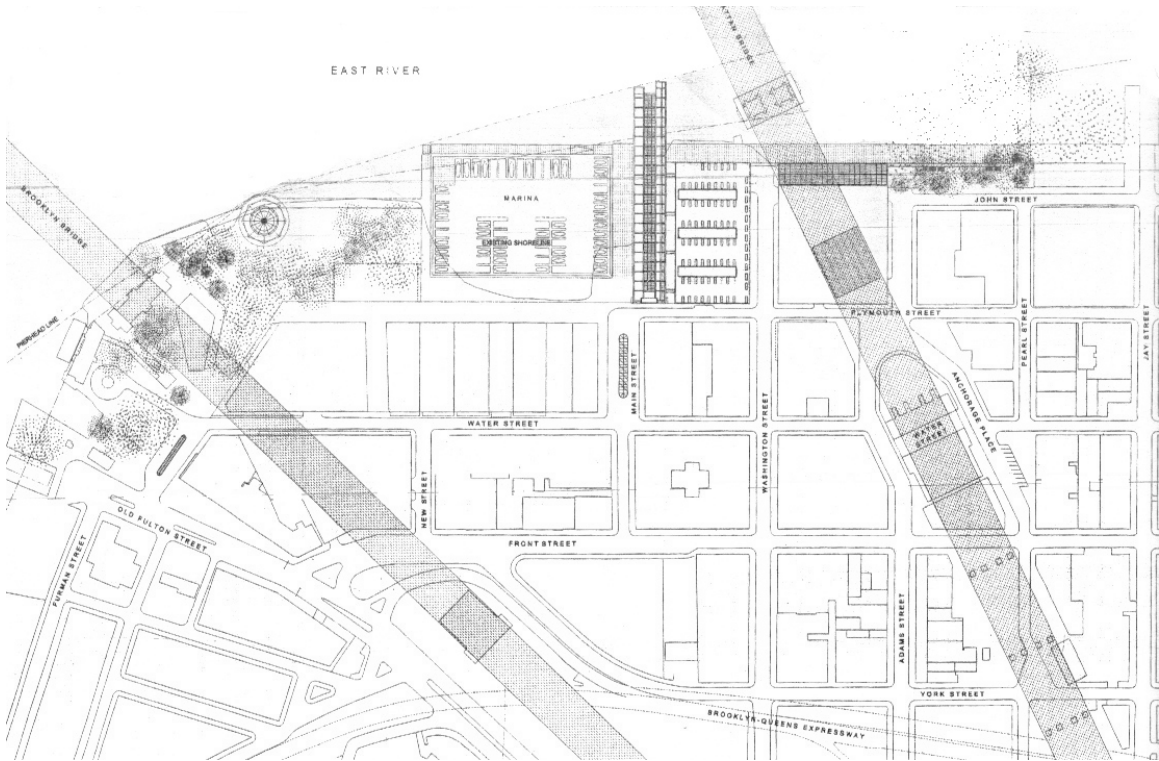 EAST RIVER
MANHATTAN BRIDGE
BROOKLYN BRIDGE
MARINA
EXISTING SHORELINE
JOHN STREET
PIERHEAD LINE
PLYMOUTH STREET
PEARL STREET
JAY STREET
MAIN STREET
WASHINGTON STREET
ANCHORAGE PLACE
WATER STREET
WATER
STREET
NEW STREET
OLD FULTON STREET
FURMAN STREET
FRONT STREET
ADAMS STREET
YORK STREET
BROOKLYN-QUEENS EXPRESSWAY